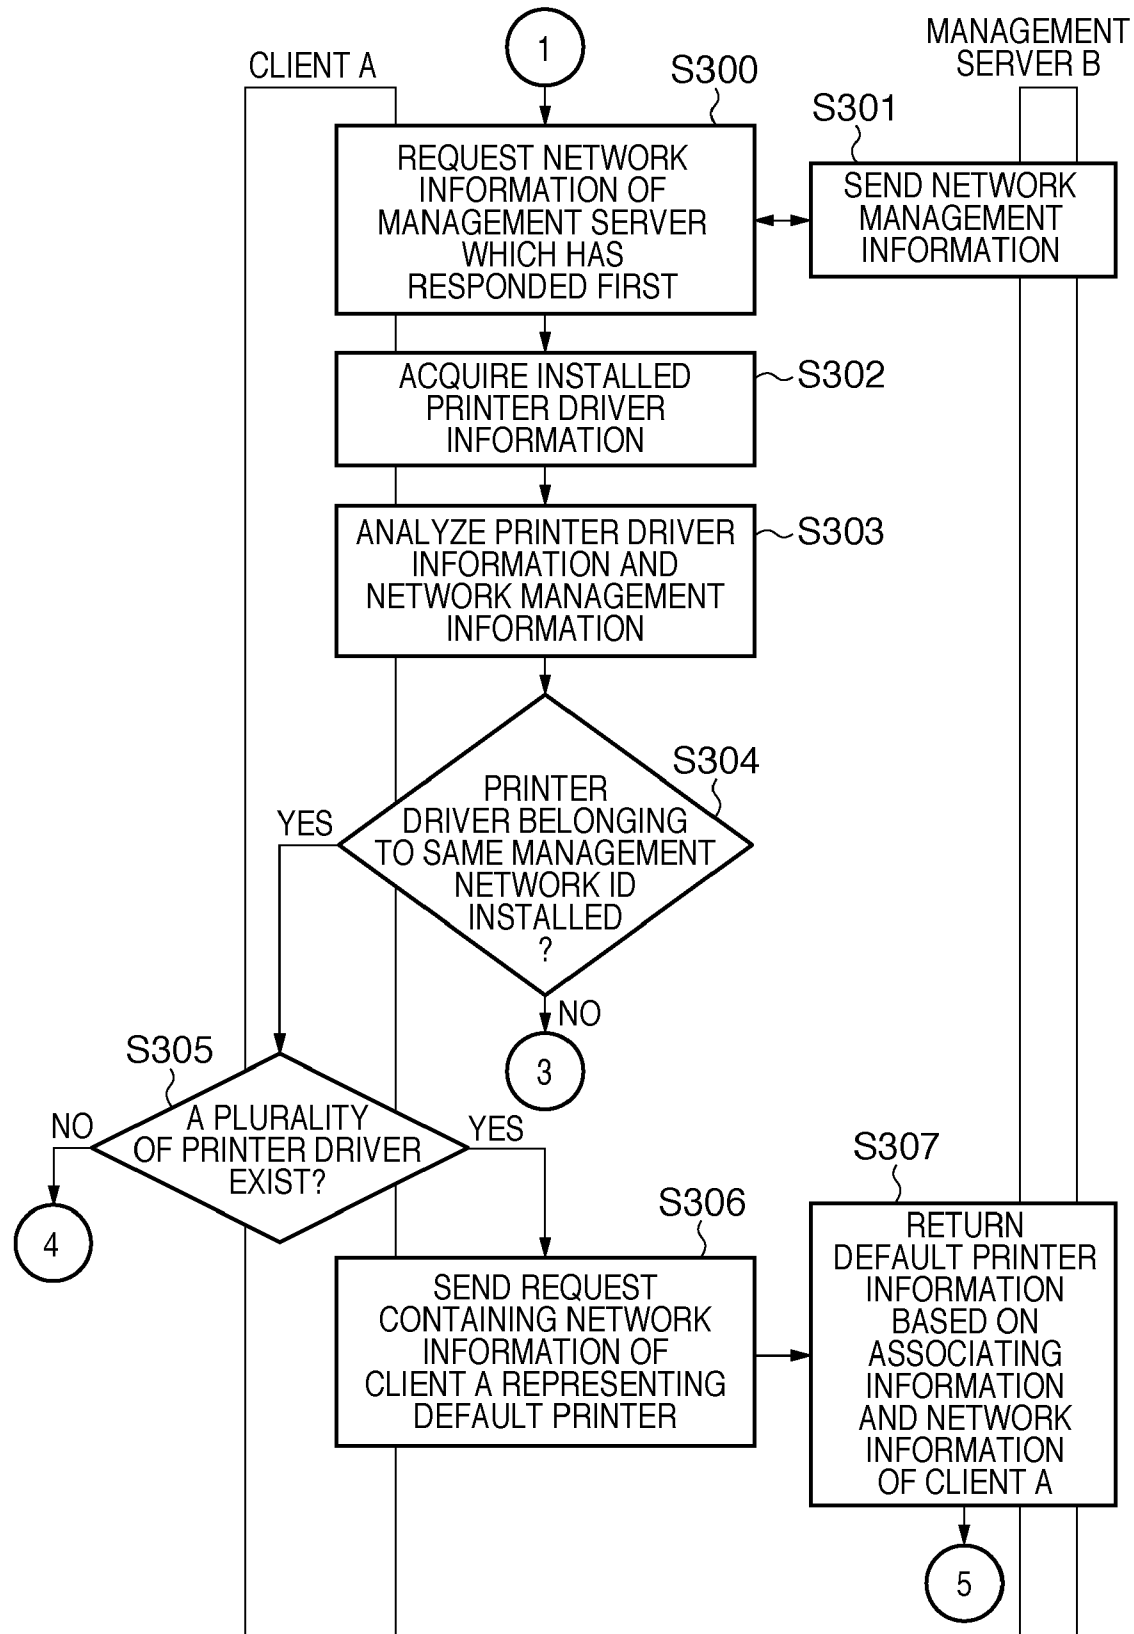 1
MANAGEMENT
SERVER B
CLIENT A
S300
S301
REQUEST NETWORK
INFORMATION OF
MANAGEMENT SERVER
WHICH HAS
RESPONDED FIRST
SEND NETWORK
MANAGEMENT
INFORMATION
ACQUIRE INSTALLED
PRINTER DRIVER
INFORMATION
S302
ANALYZE PRINTER DRIVER
INFORMATION AND
NETWORK MANAGEMENT
INFORMATION
S303
S304
PRINTER
DRIVER BELONGING
TO SAME MANAGEMENT
NETWORK ID
INSTALLED
?
YES
NO
3
S305
A PLURALITY
OF PRINTER DRIVER
EXIST?
NO
YES
4
S306
SEND REQUEST
CONTAINING NETWORK
INFORMATION OF
CLIENT A REPRESENTING
DEFAULT PRINTER
S307
RETURN
DEFAULT PRINTER
INFORMATION
BASED ON
ASSOCIATING
INFORMATION
AND NETWORK
INFORMATION
OF CLIENT A
5